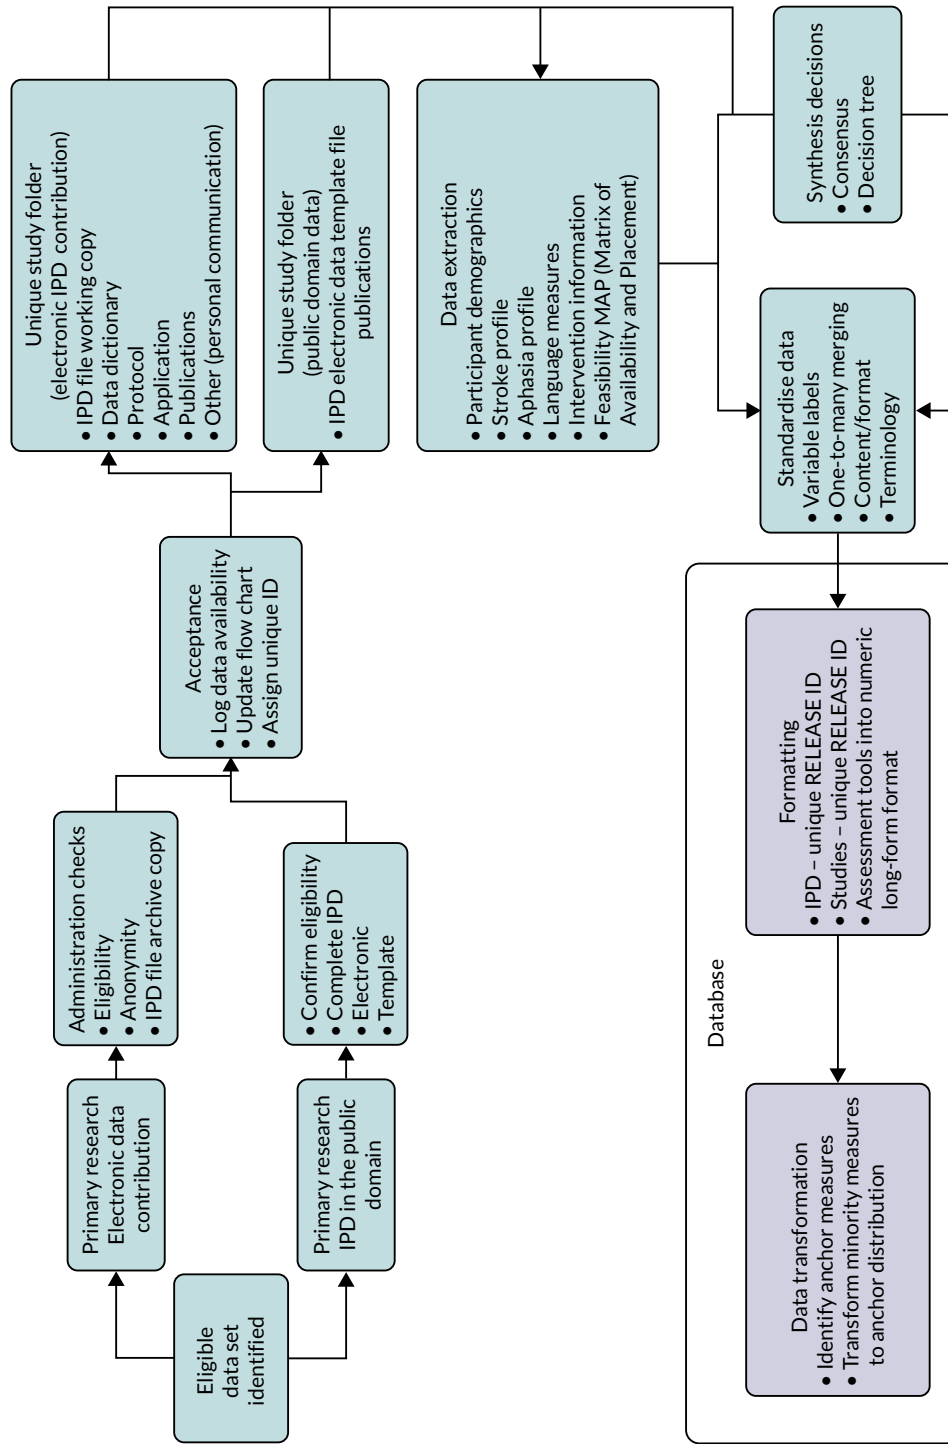 Eligible
data set
identified
Primary research
Electronic data
contribution
Primary research
IPD in the public
domain
Administration checks
• Eligibility
• Anonymity
• IPD file archive copy
• Confirm eligibility
• Complete IPD
• Electronic
• Template
Acceptance
• Log data availability
• Update flow chart
• Assign unique ID
Unique study folder
(electronic IPD contribution)
• IPD file working copy
• Data dictionary
• Protocol
• Application
• Publications
• Other (personal communication)
Unique study folder
(public domain data)
• IPD electronic data template file
publications
Data extraction
• Participant demographics
• Stroke profile
• Aphasia profile
• Language measures
• Intervention information
• Feasibility MAP (Matrix of
Availability and Placement)
Synthesis decisions
• Consensus
• Decision tree
Standardise data
• Variable labels
• One-to-many merging
• Content/format
• Terminology
Database
Formatting
• IPD – unique RELEASE ID
• Studies – unique RELEASE ID
• Assessment tools into numeric
long-form format
Data transformation
• Identify anchor measures
• Transform minority measures
to anchor distribution